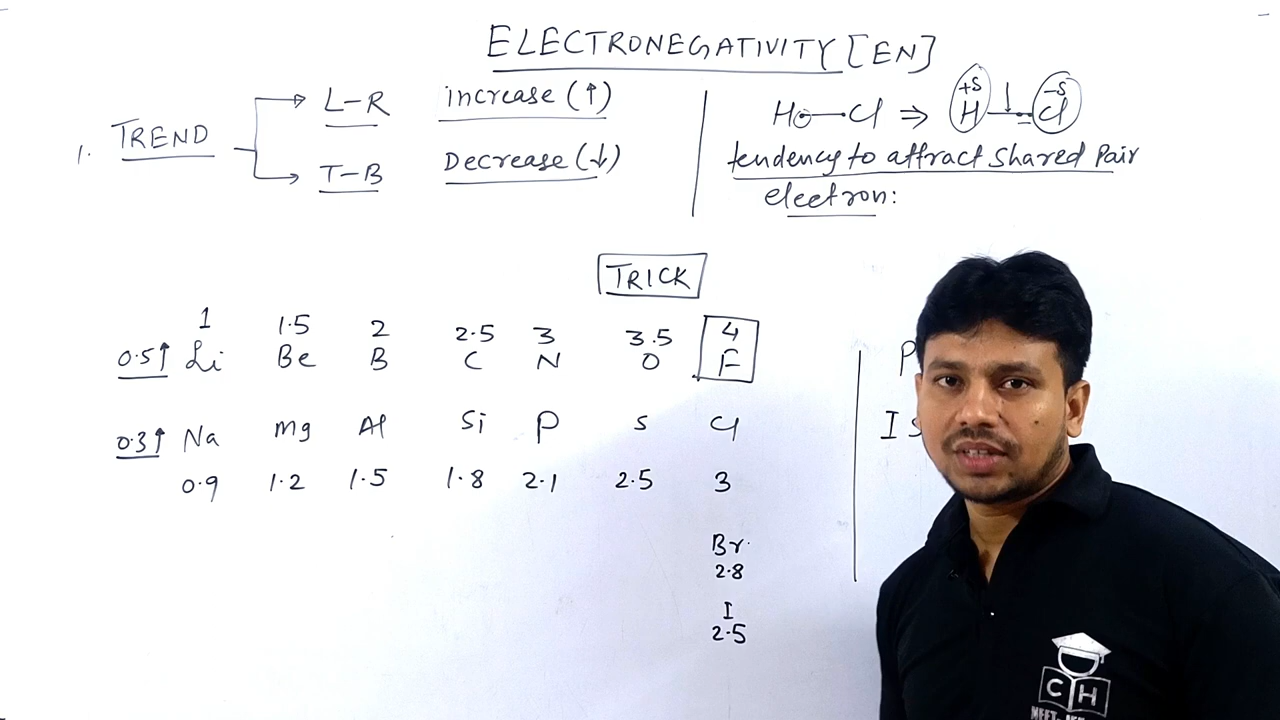 ELECTRONEGATIVITY [EN]
1. TREND
L-R increase (↑)
T-B Decrease (↓)
H—Cl ⇒ +δ H — -δ Cl
tendency to attract shared Pair
electron:
TRICK
1 1.5 2 2.5 3 3.5 4
0.5↑ Li Be B C N O F
0.3↑ Na Mg Al Si P S Cl
0.9 1.2 1.5 1.8 2.1 2.5 3
Br
2.8
I
2.5
P
Is
CH